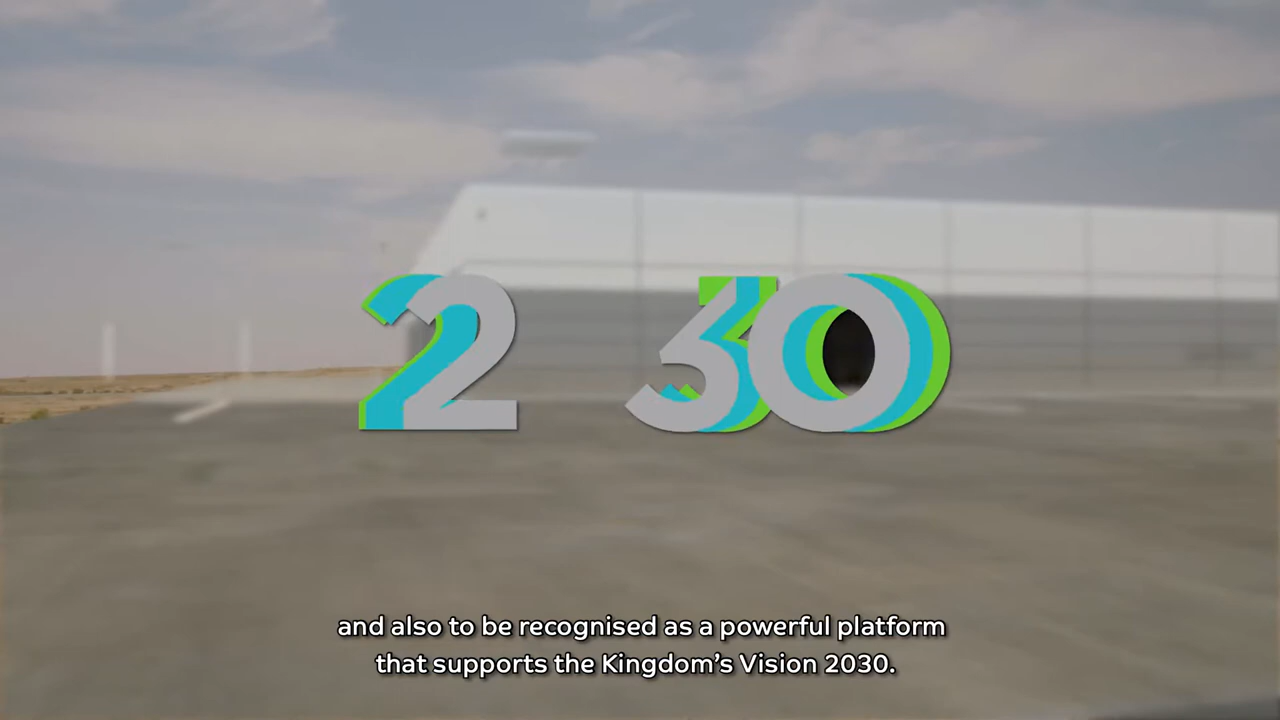 2 30
and also to be recognised as a powerful platform
that supports the Kingdom's Vision 2030.